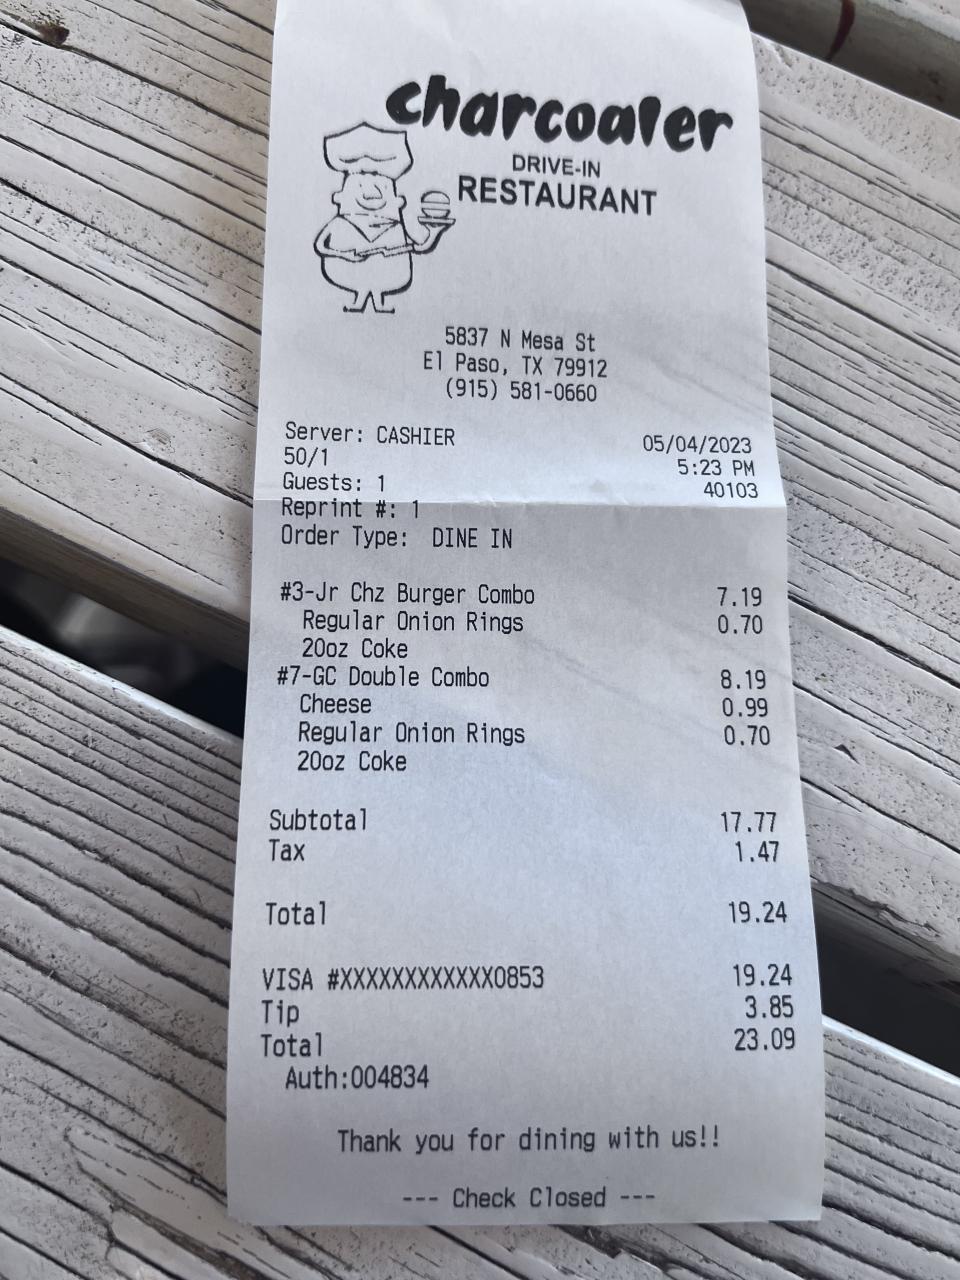 charcoaler
DRIVE-IN
RESTAURANT
5837 N Mesa St
El Paso, TX 79912
(915) 581-0660
Server: CASHIER 05/04/2023
50/1 5:23 PM
Guests: 1 40103
Reprint #: 1
Order Type: DINE IN
#3-Jr Chz Burger Combo 7.19
Regular Onion Rings 0.70
20oz Coke
#7-GC Double Combo 8.19
Cheese 0.99
Regular Onion Rings 0.70
20oz Coke
Subtotal 17.77
Tax 1.47
Total 19.24
VISA #XXXXXXXXXXXX0853 19.24
Tip 3.85
Total 23.09
Auth:004834
Thank you for dining with us!!
--- Check Closed ---